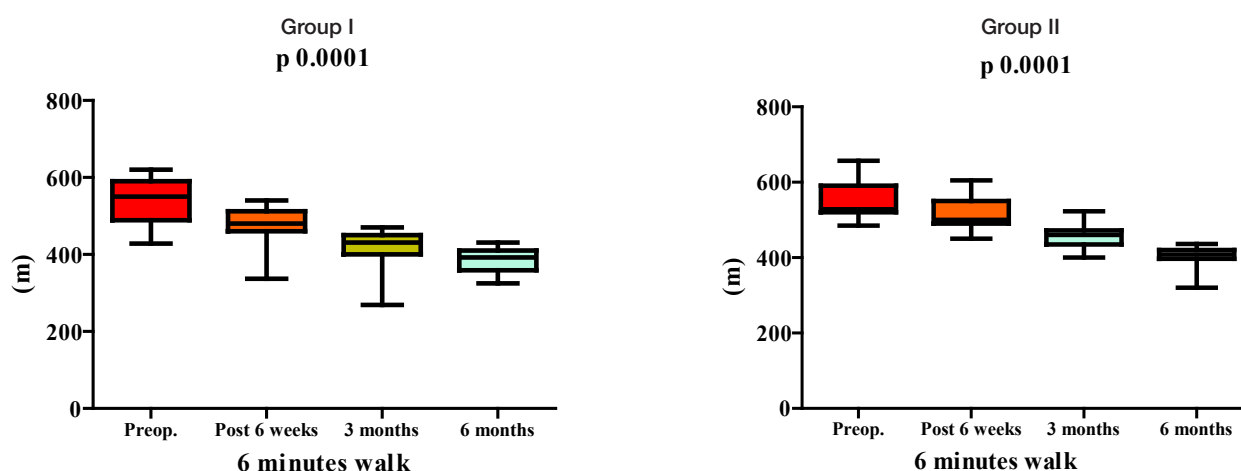 Group I
p 0.0001
800
600
400
200
0
(m)
Preop. Post 6 weeks 3 months 6 months
6 minutes walk
Group II
p 0.0001
800
600
400
200
0
(m)
Preop. Post 6 weeks 3 months 6 months
6 minutes walk